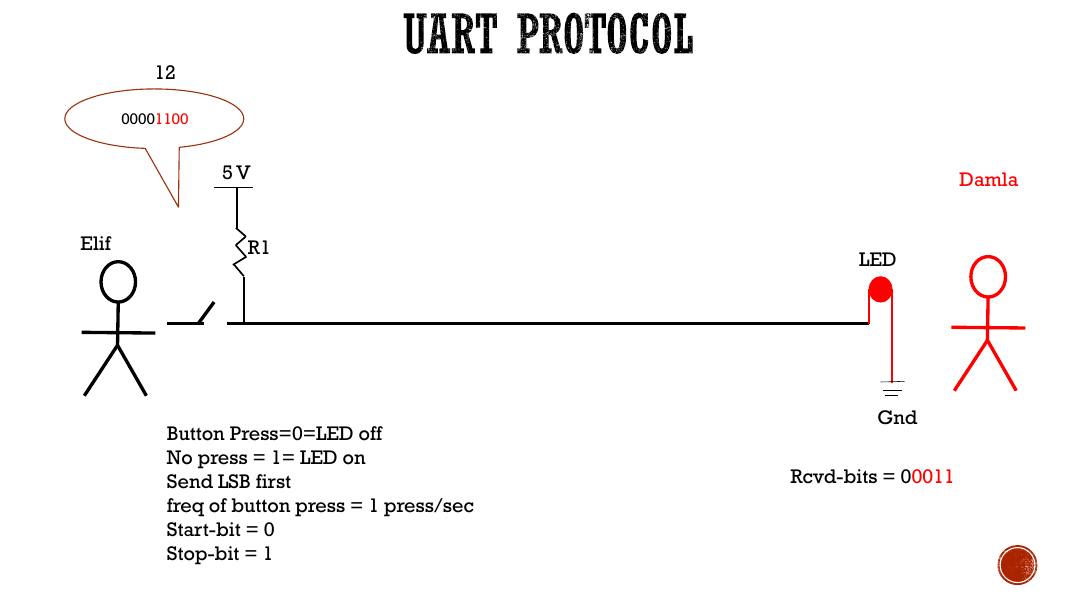 UART PROTOCOL
12
00001100
5 V
Damla
Elif
R1
LED
Gnd
Button Press=0=LED off
No press = 1= LED on
Send LSB first
freq of button press = 1 press/sec
Start-bit = 0
Stop-bit = 1
Rcvd-bits = 00011